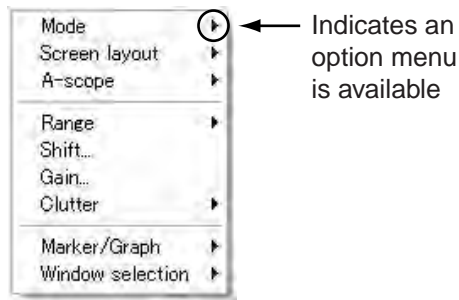 Mode
Screen layout
A-scope
Range
Shift...
Gain...
Clutter
Marker/Graph
Window selection
Indicates an
option menu
is available